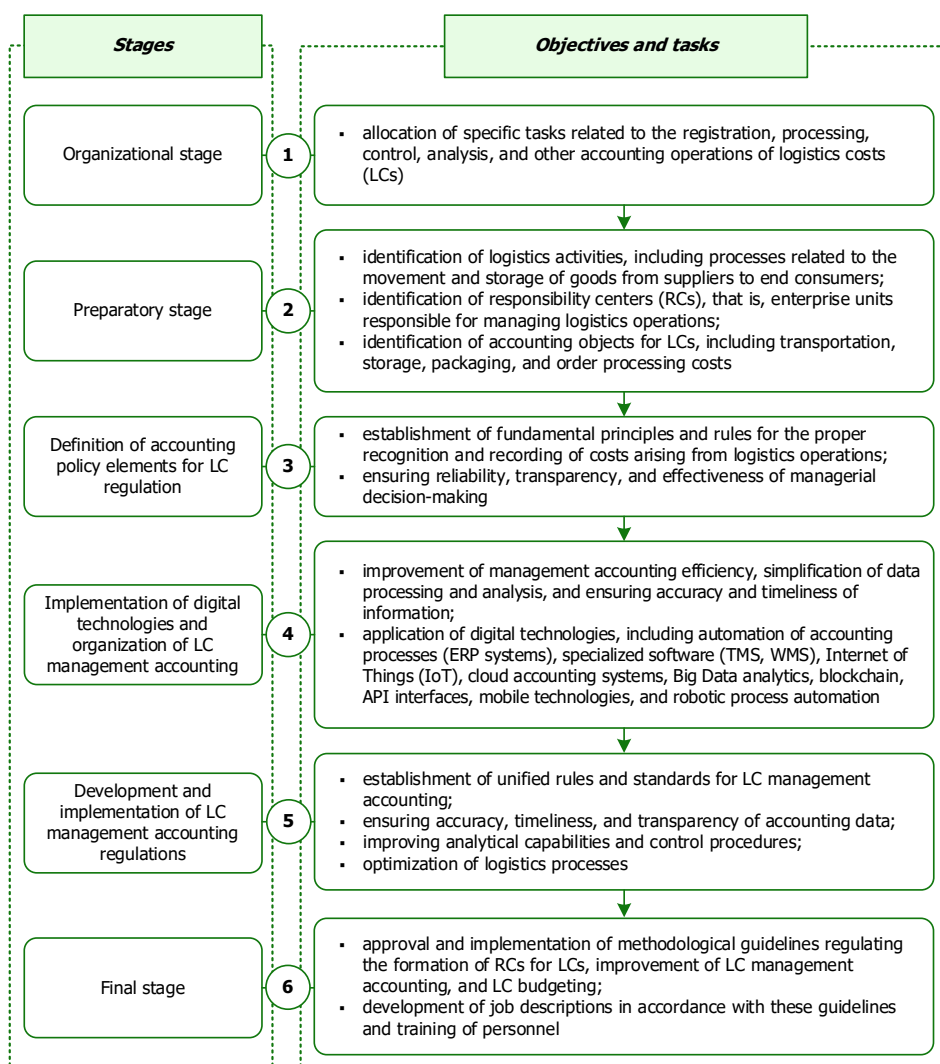 Stages
Objectives and tasks
Organizational stage
1
▪ allocation of specific tasks related to the registration, processing,
control, analysis, and other accounting operations of logistics costs
(LCs)
Preparatory stage
2
▪ identification of logistics activities, including processes related to the
movement and storage of goods from suppliers to end consumers;
▪ identification of responsibility centers (RCs), that is, enterprise units
responsible for managing logistics operations;
▪ identification of accounting objects for LCs, including transportation,
storage, packaging, and order processing costs
Definition of accounting
policy elements for LC
regulation
3
▪ establishment of fundamental principles and rules for the proper
recognition and recording of costs arising from logistics operations;
▪ ensuring reliability, transparency, and effectiveness of managerial
decision-making
Implementation of digital
technologies and
organization of LC
management accounting
4
▪ improvement of management accounting efficiency, simplification of data
processing and analysis, and ensuring accuracy and timeliness of
information;
▪ application of digital technologies, including automation of accounting
processes (ERP systems), specialized software (TMS, WMS), Internet of
Things (IoT), cloud accounting systems, Big Data analytics, blockchain,
API interfaces, mobile technologies, and robotic process automation
Development and
implementation of LC
management accounting
regulations
5
▪ establishment of unified rules and standards for LC management
accounting;
▪ ensuring accuracy, timeliness, and transparency of accounting data;
▪ improving analytical capabilities and control procedures;
▪ optimization of logistics processes
Final stage
6
▪ approval and implementation of methodological guidelines regulating
the formation of RCs for LCs, improvement of LC management
accounting, and LC budgeting;
▪ development of job descriptions in accordance with these guidelines
and training of personnel